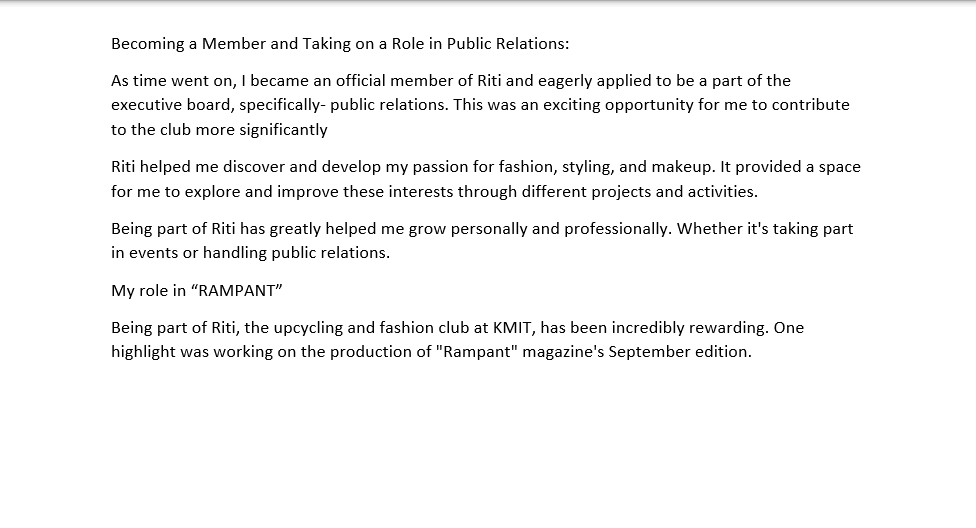 Becoming a Member and Taking on a Role in Public Relations:
As time went on, I became an official member of Riti and eagerly applied to be a part of the
executive board, specifically- public relations. This was an exciting opportunity for me to contribute
to the club more significantly
Riti helped me discover and develop my passion for fashion, styling, and makeup. It provided a space
for me to explore and improve these interests through different projects and activities.
Being part of Riti has greatly helped me grow personally and professionally. Whether it's taking part
in events or handling public relations.
My role in “RAMPANT”
Being part of Riti, the upcycling and fashion club at KMIT, has been incredibly rewarding. One
highlight was working on the production of "Rampant" magazine's September edition.